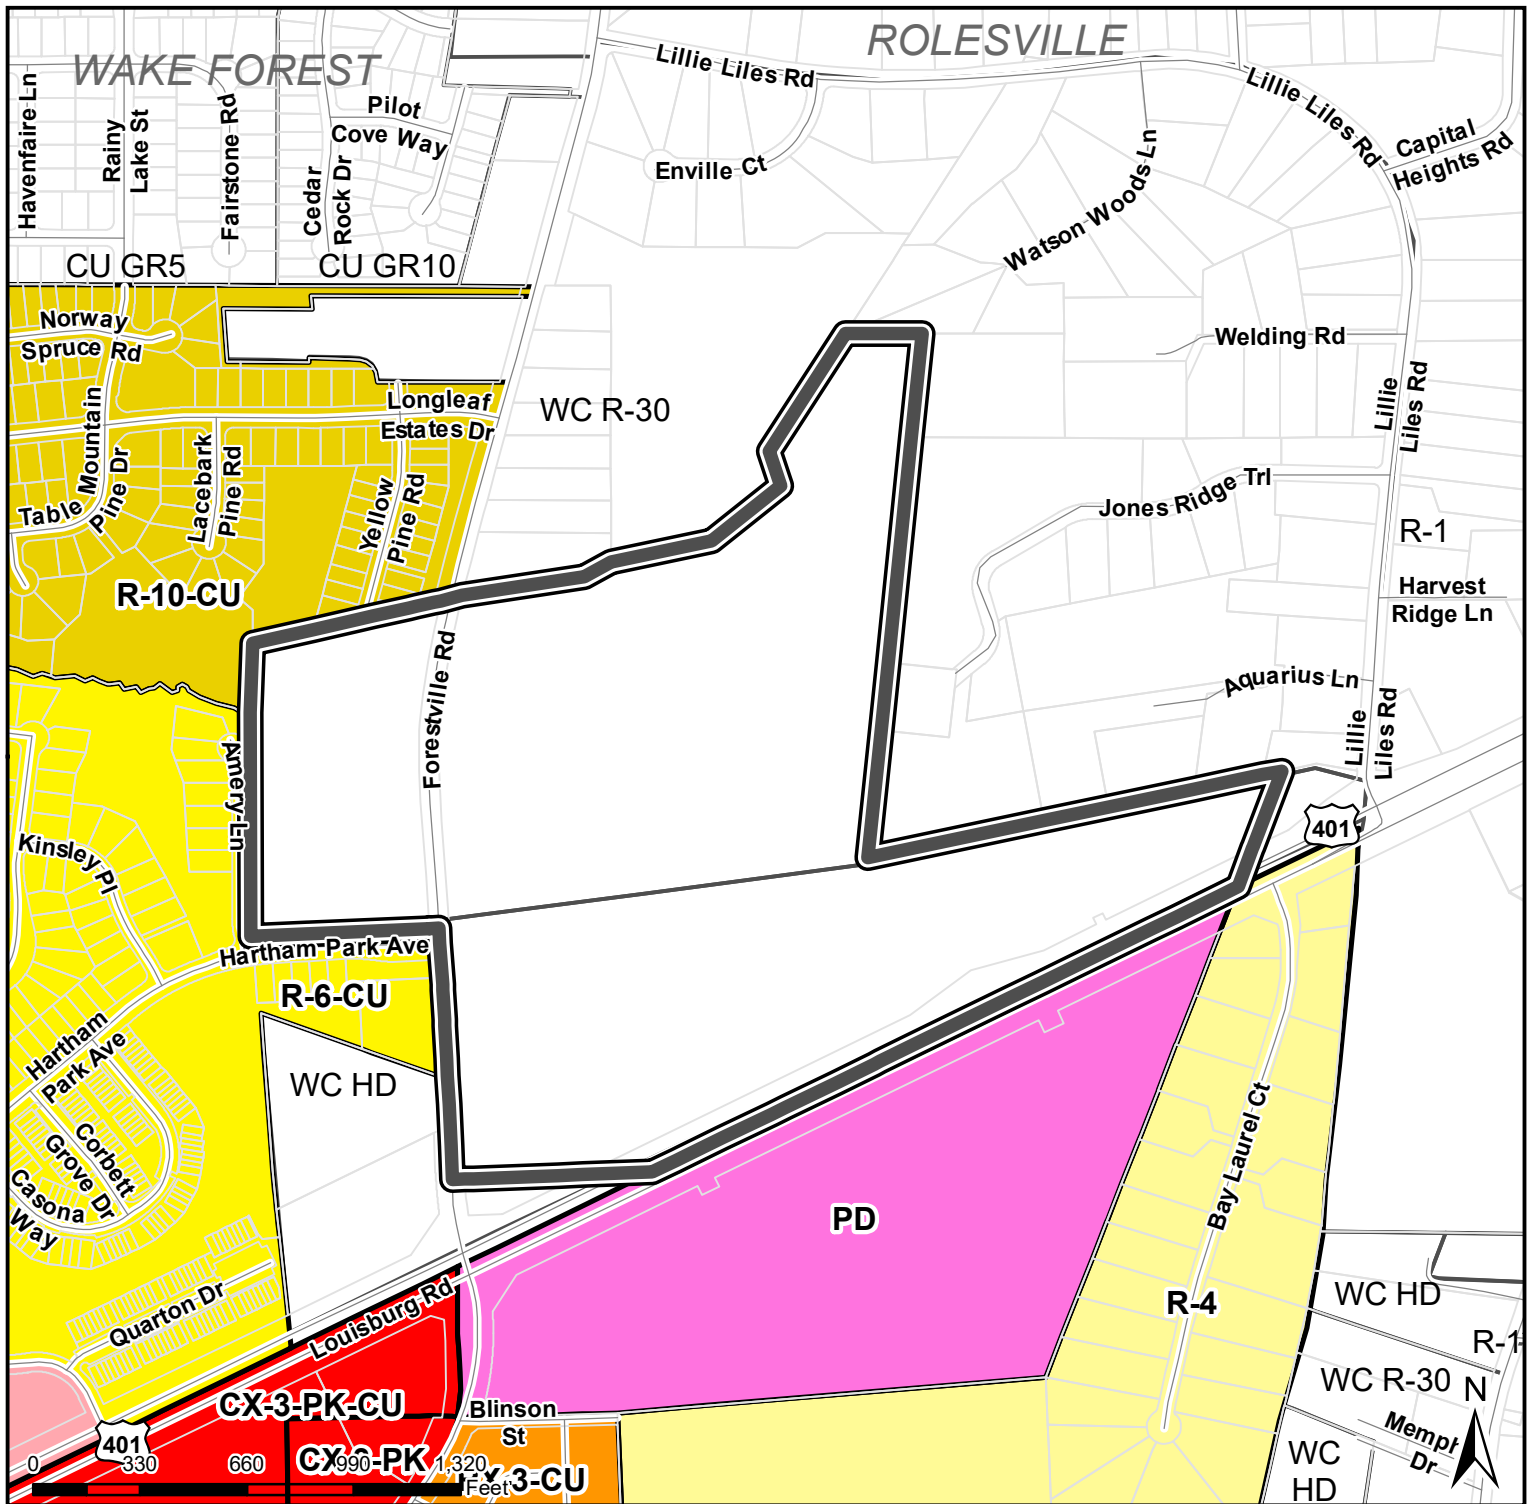 WAKE FOREST
ROLESVILLE
Havenfaire Ln
Rainy
Lake St
Fairstone Rd
Cedar
Rock Dr
Pilot
Cove Way
Lillie Liles Rd
Enville Ct
Watson Woods Ln
Lillie Liles Rd
Capital
Heights Rd
CU GR5
CU GR10
Norway
Spruce Rd
Welding Rd
Longleaf
Estates Dr
WC R-30
Lillie
Liles Rd
Table Mountain
Pine Dr
Lacebark
Pine Rd
Yellow
Pine Rd
Jones Ridge Trl
R-1
R-10-CU
Harvest
Ridge Ln
Forestville Rd
Aquarius Ln
Lillie
Liles Rd
Amery Ln
401
Kinsley Pl
Hartham Park Ave
R-6-CU
Hartham
Park Ave
WC HD
Corbett
Grove Dr
Casona
Way
PD
Bay Laurel Ct
Quarton Dr
Louisburg Rd
R-4
WC HD
R-1
WC R-30
N
CX-3-PK-CU
Blinson
St
401
Dr
WC
HD
0
330
660
990
1,320
Feet
3-CU